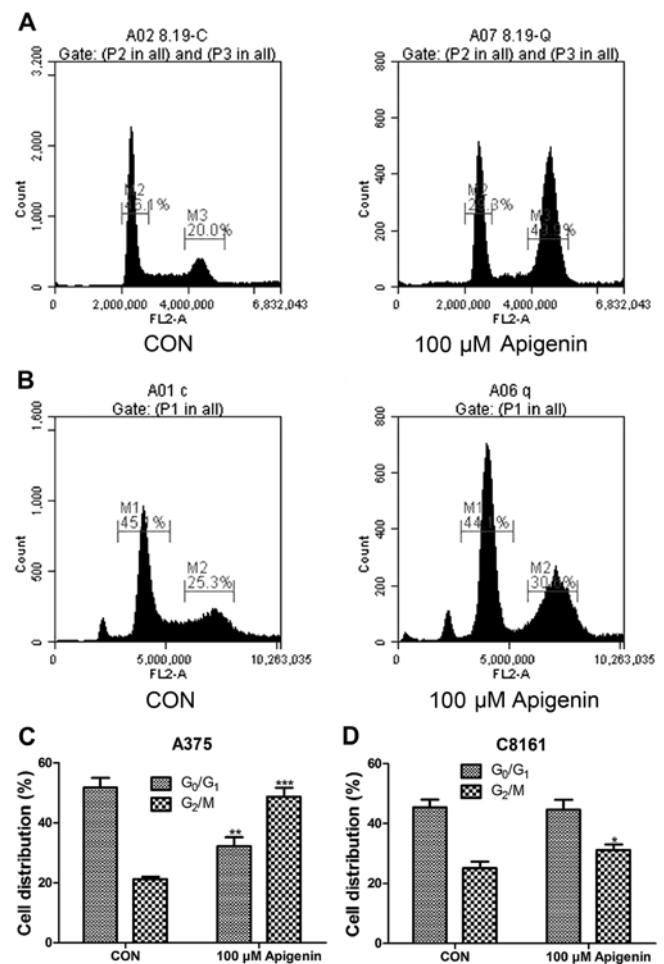 A
A02 8.19-C
Gate: (P2 in all) and (P3 in all)
3,200
2,200
1,000
0
Count
M2
M3
20.0%
0 2,000,000 4,000,000 6,832,043
FL2-A
CON
A07 8.19-Q
Gate: (P2 in all) and (P3 in all)
800
600
400
200
0
Count
M2
M3
0 2,000,000 4,000,000 6,832,043
FL2-A
100 µM Apigenin
B
A01 c
Gate: (P1 in all)
1,600
1,000
500
0
Count
M1
M2
25.3%
0 5,000,000 10,263,035
FL2-A
CON
A06 q
Gate: (P1 in all)
800
600
400
200
0
Count
M1
M2
0 5,000,000 10,263,035
FL2-A
100 µM Apigenin
C
A375
Cell distribution (%)
60
40
20
0
G₀/G₁
G₂/M
**
***
CON 100 µM Apigenin
D
C8161
Cell distribution (%)
60
40
20
0
G₀/G₁
G₂/M
*
CON 100 µM Apigenin